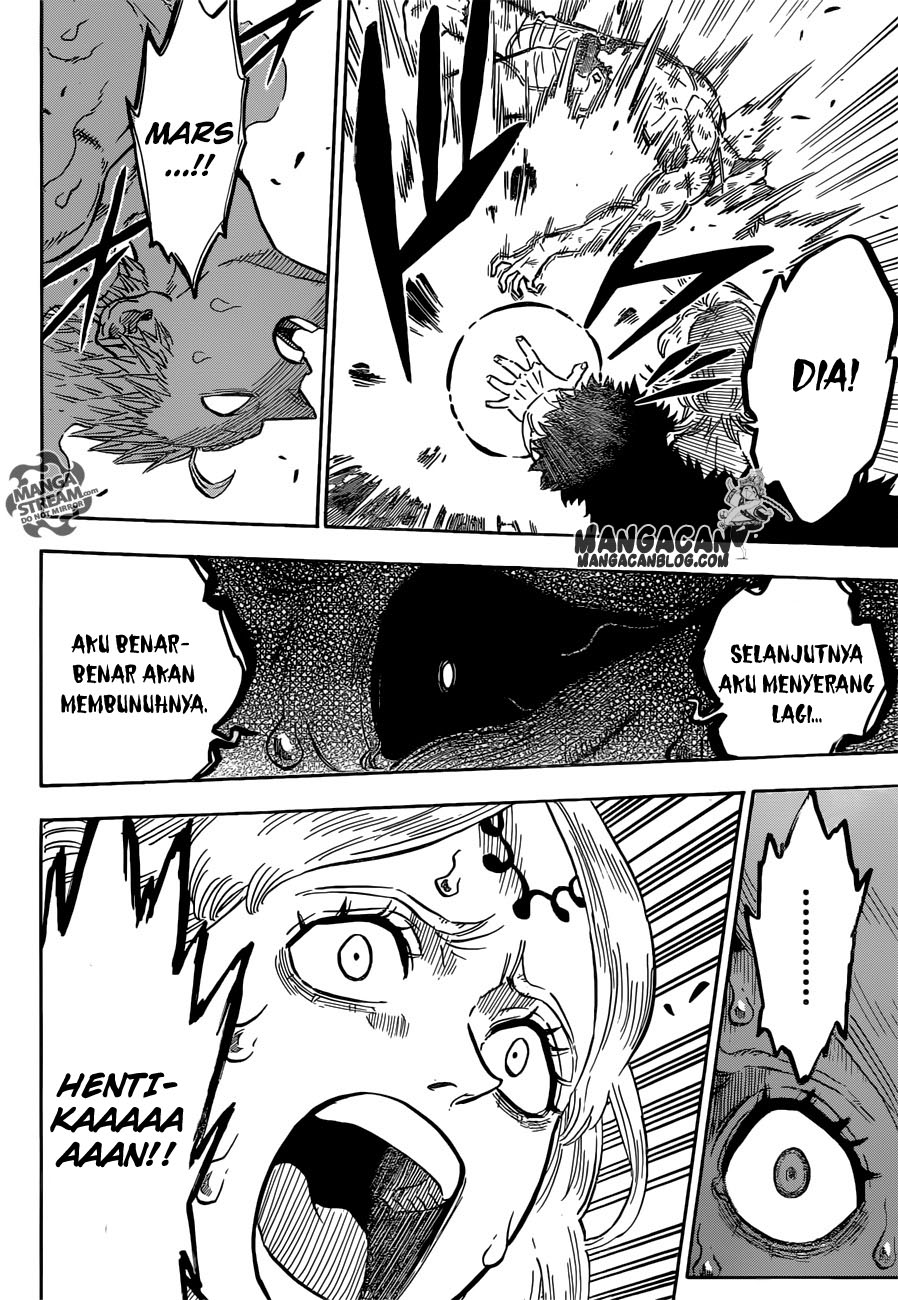 DIA!
MARS
...!!
MANGA
STREAM.com
DO NOT MIRROR
MANGACAN
MANGACANBLOG.COM
SELANJUTNYA
AKU MENYERANG
LAGI...
AKU BENAR-
BENAR AKAN
MEMBUNUHNYA.
.........
HENTI-
KAAAAA
AAAN!!